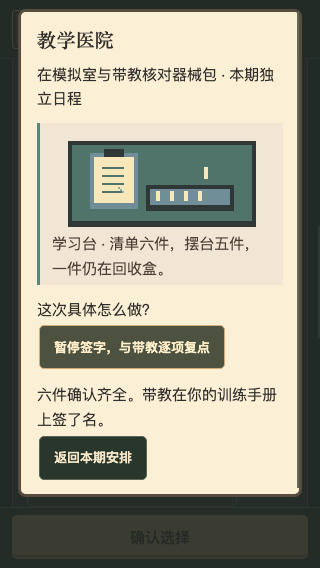 教学医院
在模拟室与带教核对器械包 · 本期独
立日程
学习台 · 清单六件，摆台五件，
一件仍在回收盒。
这次具体怎么做?
暂停签字，与带教逐项复点
六件确认齐全。带教在你的训练手册
上签了名。
返回本期安排
确认选择